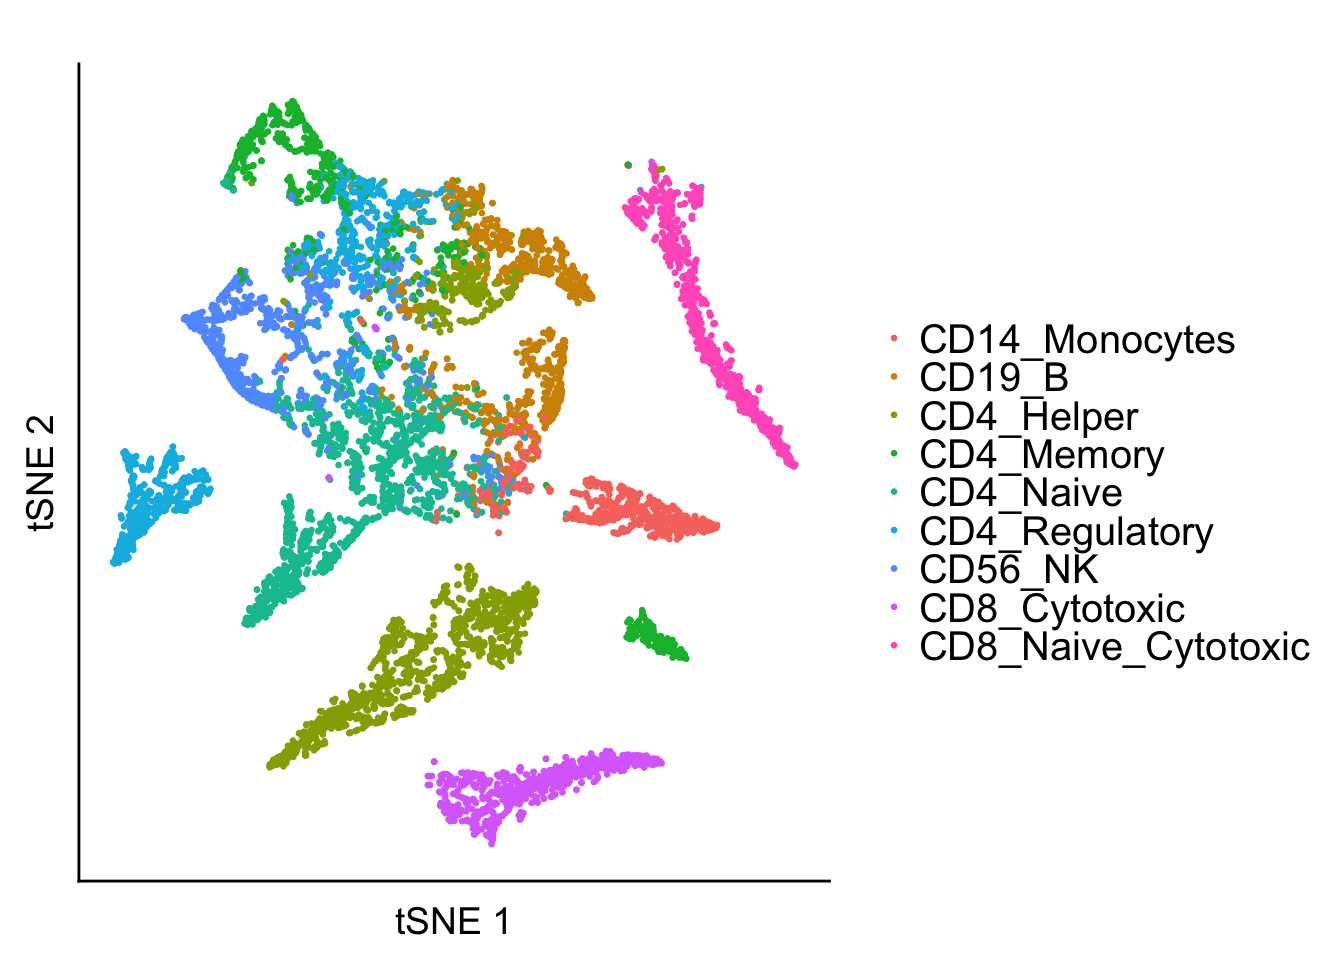 tSNE 2
tSNE 1
CD14_Monocytes
CD19_B
CD4_Helper
CD4_Memory
CD4_Naive
CD4_Regulatory
CD56_NK
CD8_Cytotoxic
CD8_Naive_Cytotoxic